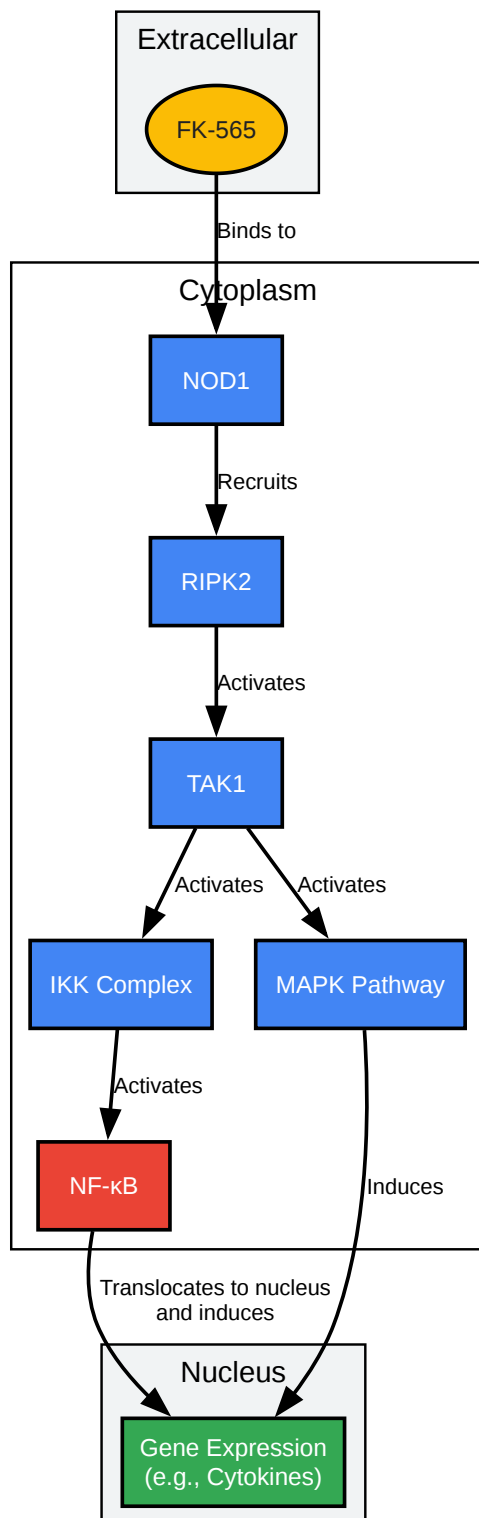 Extracellular
FK-565
Binds to
Cytoplasm
NOD1
Recruits
RIPK2
Activates
TAK1
Activates
Activates
IKK Complex
MAPK Pathway
Activates
NF-κB
Induces
Translocates to nucleus
and induces
Nucleus
Gene Expression
(e.g., Cytokines)